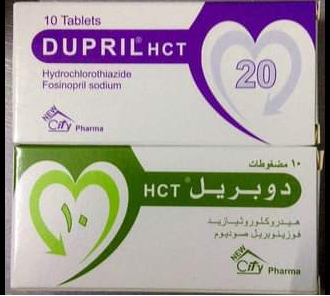 10 Tablets
DUPRIL® HCT
20
Hydrochlorothiazide
Fosinopril sodium
NEW City Pharma
١٠ مضغوطات
دوبريل® HCT
١٠
هيدروكلوروثيازيد
فوزينوبريل صوديوم
NEW City Pharma